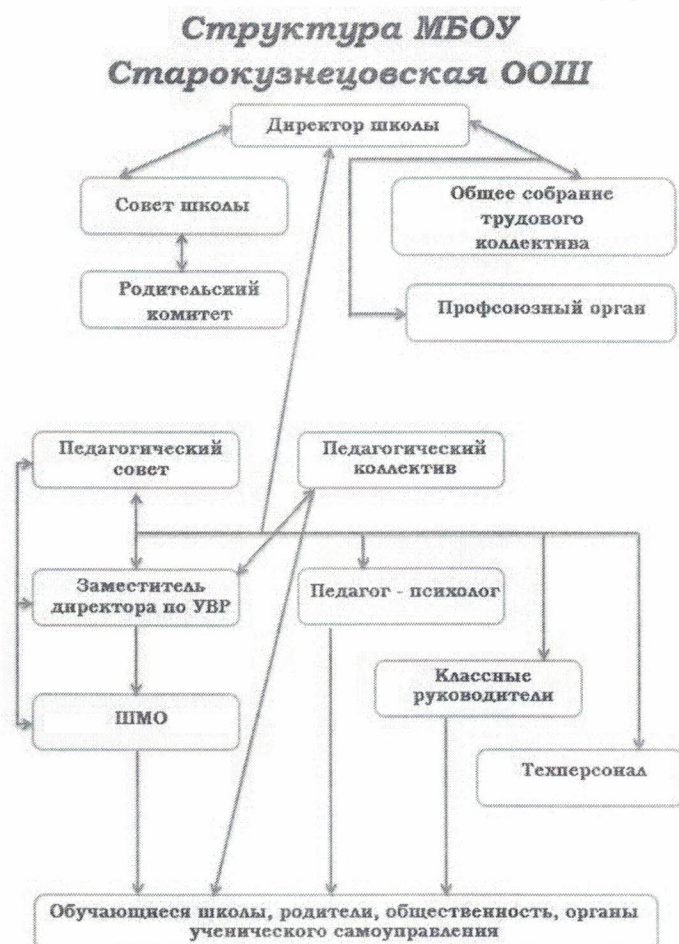 Структура МБОУ
Старокузнецовская ООШ
Директор школы
Совет школы
Общее собрание
трудового
коллектива
Родительский
комитет
Профсоюзный орган
Педагогический
совет
Педагогический
коллектив
Заместитель
директора по УВР
Педагог - психолог
Классные
руководители
ШМО
Техперсонал
Обучающиеся школы, родители, общественность, органы
ученического самоуправления